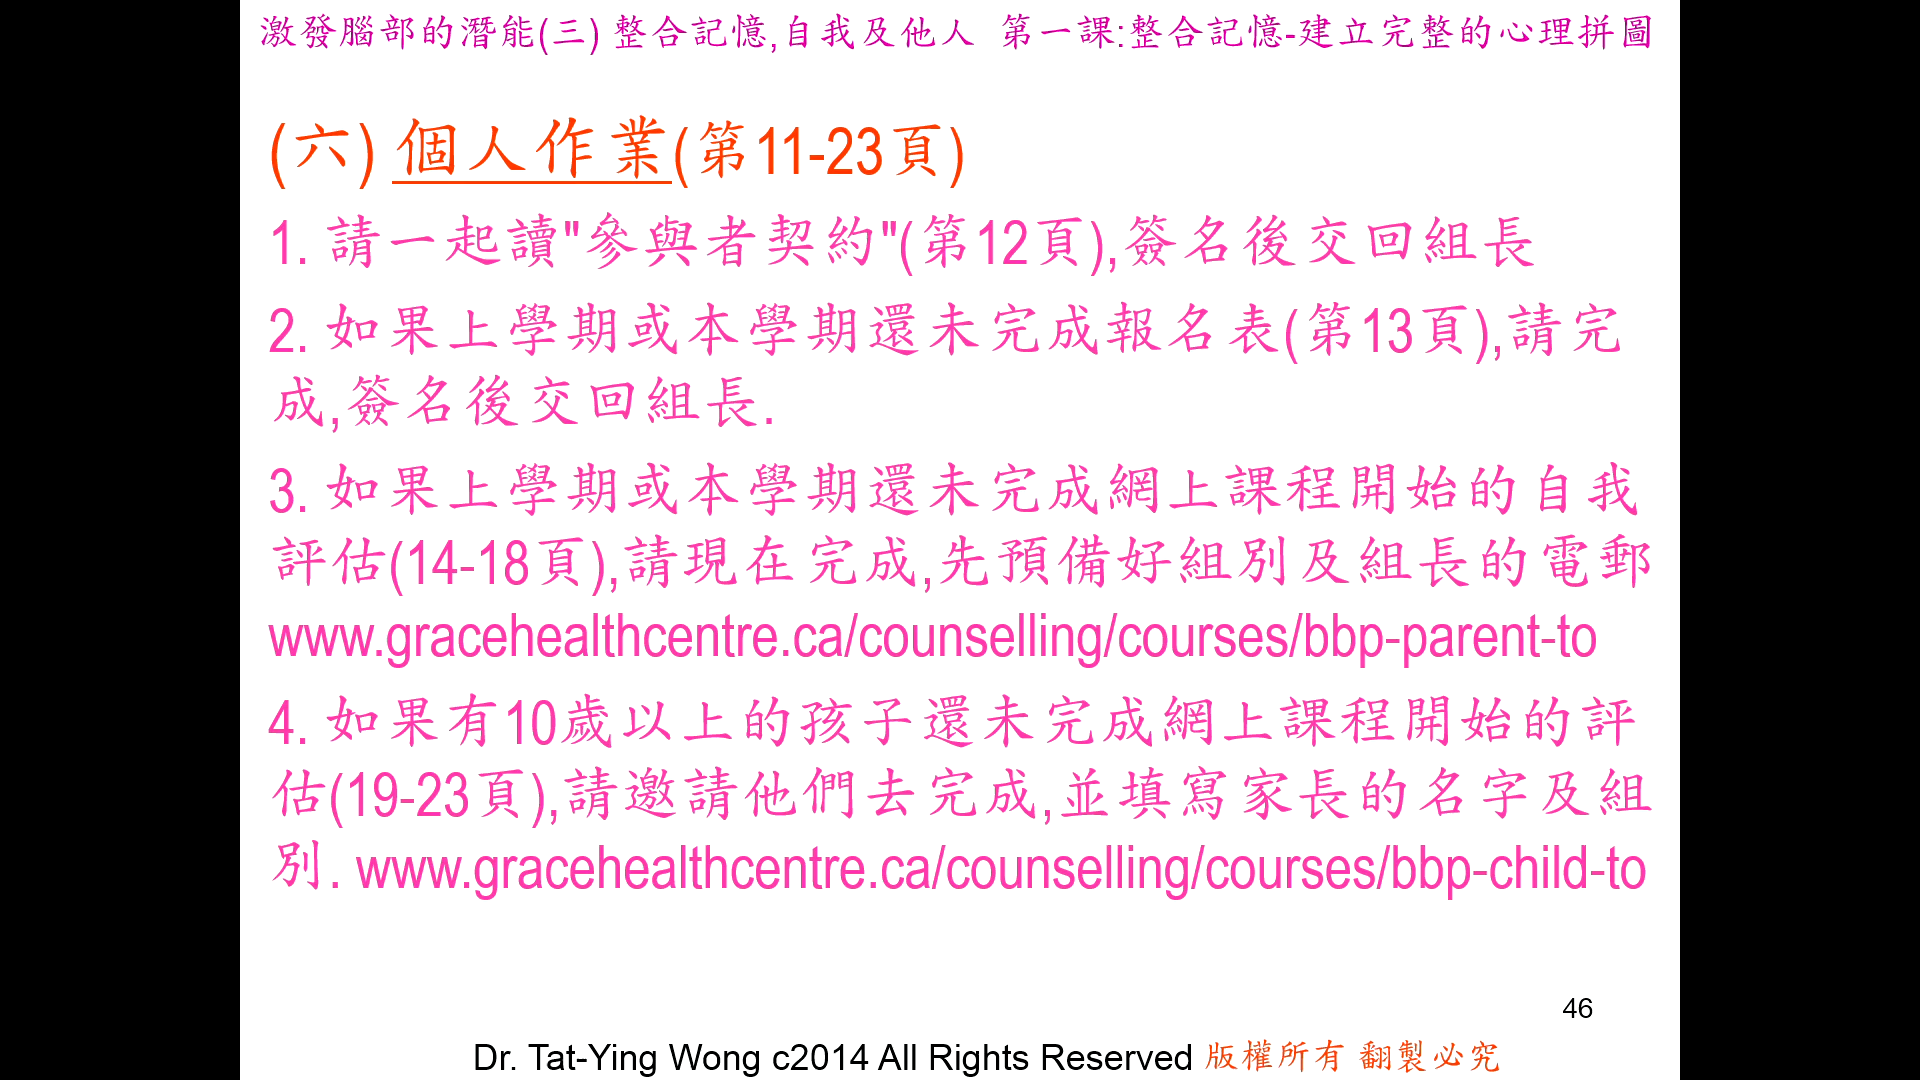 激發腦部的潛能(三) 整合記憶,自我及他人 第一課:整合記憶-建立完整的心理拼圖
(六) 個人作業(第11-23頁)
1. 請一起讀"參與者契約"(第12頁),簽名後交回組長
2. 如果上學期或本學期還未完成報名表(第13頁),請完
成,簽名後交回組長.
3. 如果上學期或本學期還未完成網上課程開始的自我
評估(14-18頁),請現在完成,先預備好組別及組長的電郵
www.gracehealthcentre.ca/counselling/courses/bbp-parent-to
4. 如果有10歲以上的孩子還未完成網上課程開始的評
估(19-23頁),請邀請他們去完成,並填寫家長的名字及組
別. www.gracehealthcentre.ca/counselling/courses/bbp-child-to
46
Dr. Tat-Ying Wong c2014 All Rights Reserved 版權所有 翻製必究